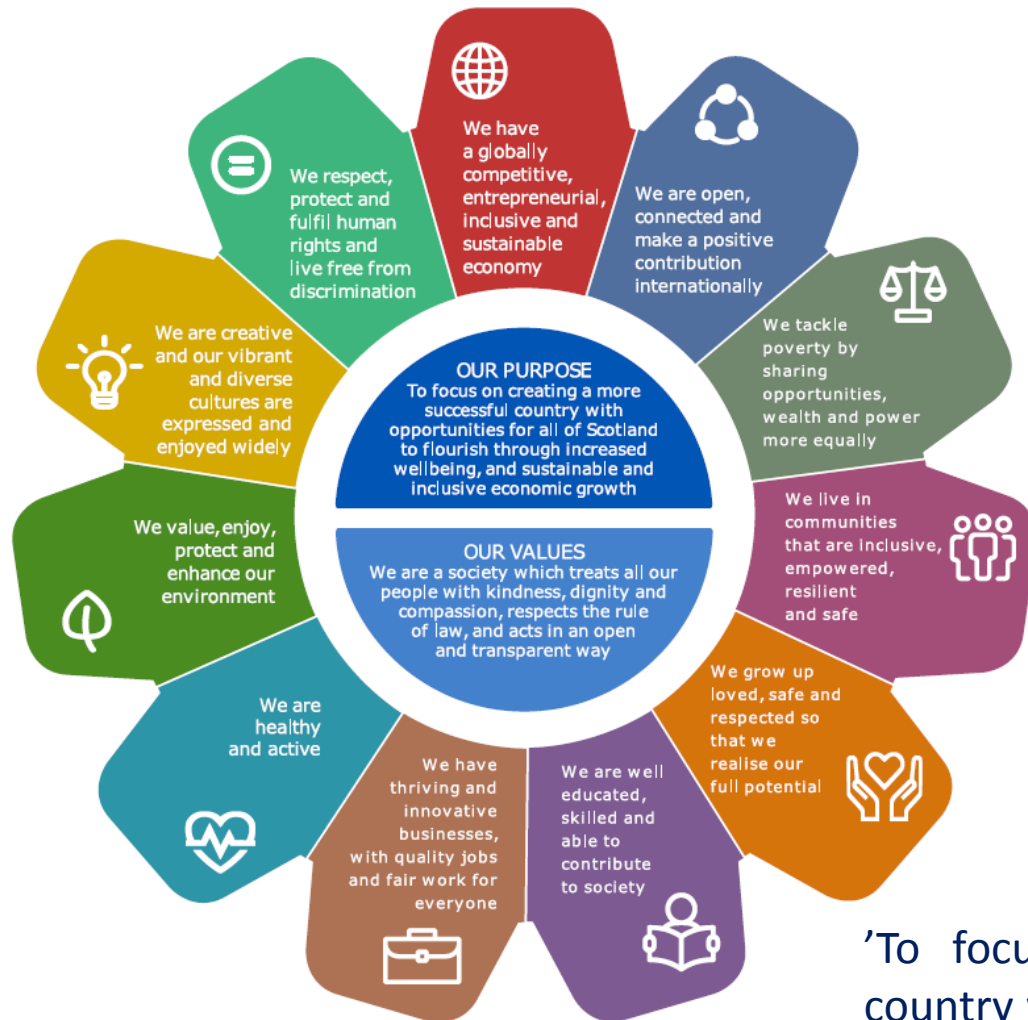 We have
a globally
competitive,
entrepreneurial,
inclusive and
sustainable
economy
We are open,
connected and
make a positive
contribution
internationally
We tackle
poverty by
sharing
opportunities,
wealth and power
more equally
We live in
communities
that are inclusive,
empowered,
resilient
and safe
We grow up
loved, safe and
respected so
that we
realise our
full potential
We are well
educated,
skilled and
able to
contribute
to society
We have
thriving and
innovative
businesses,
with quality jobs
and fair work for
everyone
We are
healthy
and active
We value, enjoy,
protect and
enhance our
environment
We are creative
and our vibrant
and diverse
cultures are
expressed and
enjoyed widely
We respect,
protect and
fulfil human
rights and
live free from
discrimination
OUR PURPOSE
To focus on creating a more
successful country with
opportunities for all of Scotland
to flourish through increased
wellbeing, and sustainable and
inclusive economic growth
OUR VALUES
We are a society which treats all our
people with kindness, dignity and
compassion, respects the rule
of law, and acts in an open
and transparent way
’To
country